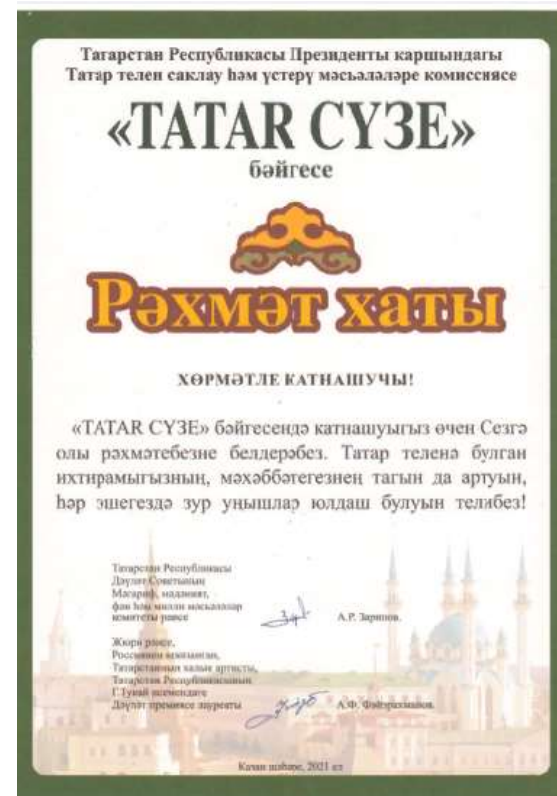 Татарстан Республикасы Президенты каршындагы
Татар телен саклау һәм үстерү мәсьәләләре комиссиясе
«TATAR СҮЗЕ»
бәйгесе
Рәхмәт хаты
ХӨРМӘТЛЕ КАТНАШУЧЫ!
«TATAR СҮЗЕ» бәйгесендә катнашуыгыз өчен Сезгә
олы рәхмәтебезне белдерәбез. Татар теленә булган
ихтирамыгызның, мәхәббәтегезнең тагын да артуын,
һәр эшегездә зур уңышлар юлдаш булуын телибез!
Татарстан Республикасы
Дәүләт Советының
Мәгариф, мәдәният,
фән һәм милли мәсьәләләр
комитеты рәисе
А.Р. Зарипов.
Жюри рәисе,
Россиянең атказанган,
Татарстанның халык артисты,
Татарстан Республикасының
Г.Тукай исемендәге
Дәүләт премиясе лауреаты
А.Ф. Фәйзрахманов.
Казан шәһәре, 2021 ел